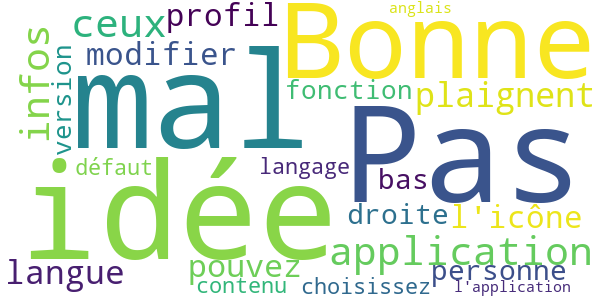 anglais
profil
ceux
Bonne
infos
modifier
version
mal
fonction
plaignent
Pas
défaut
langage
bas
idée
droite
l'icône
application
langue
pouvez
personne
contenu
choisissez
l'application